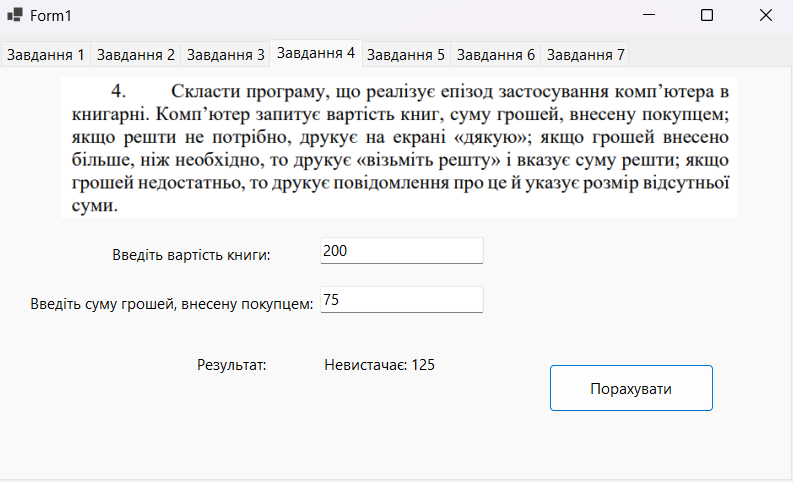 Form1
Завдання 1 Завдання 2 Завдання 3 Завдання 4 Завдання 5 Завдання 6 Завдання 7
4. Скласти програму, що реалізує епізод застосування комп’ютера в
книгарні. Комп’ютер запитує вартість книг, суму грошей, внесену покупцем;
якщо решти не потрібно, друкує на екрані «дякую»; якщо грошей внесено
більше, ніж необхідно, то друкує «візьміть решту» і вказує суму решти; якщо
грошей недостатньо, то друкує повідомлення про це й указує розмір відсутньої
суми.
Введіть вартість книги: 200
Введіть суму грошей, внесену покупцем: 75
Результат: Невистачає: 125
Порахувати